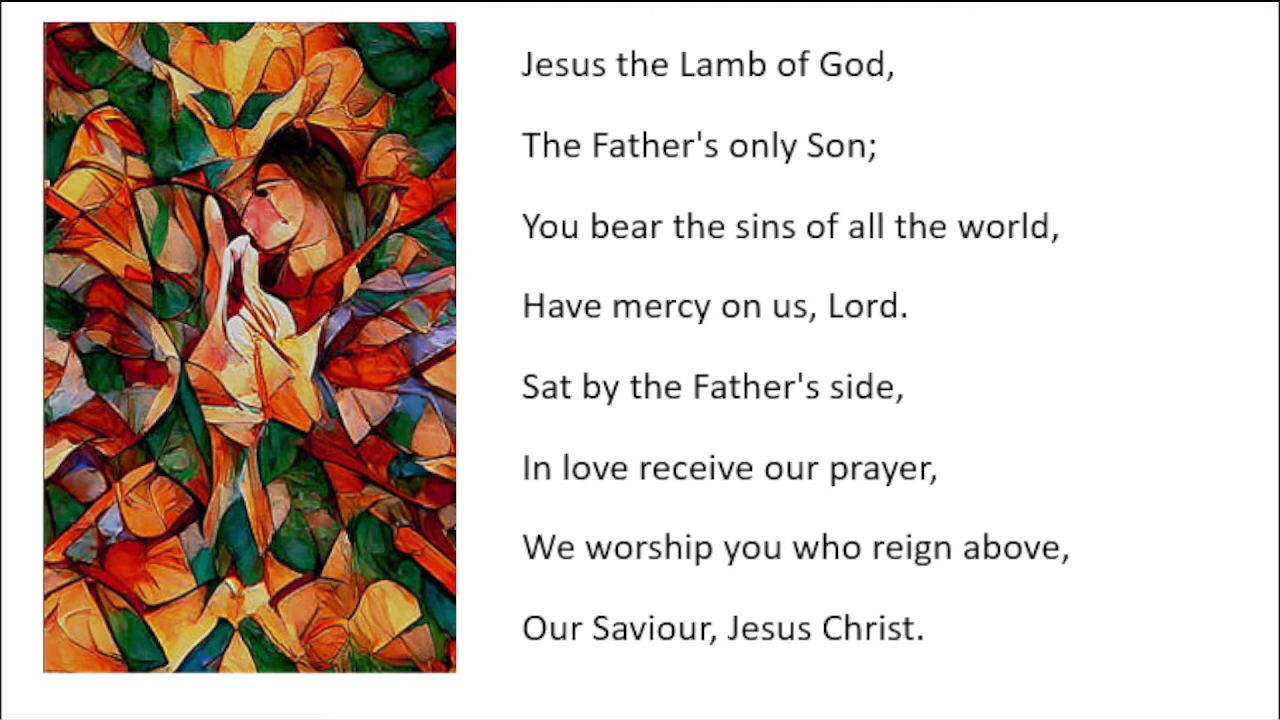 Jesus the Lamb of God,
The Father's only Son;
You bear the sins of all the world,
Have mercy on us, Lord.
Sat by the Father's side,
In love receive our prayer,
We worship you who reign above,
Our Saviour, Jesus Christ.